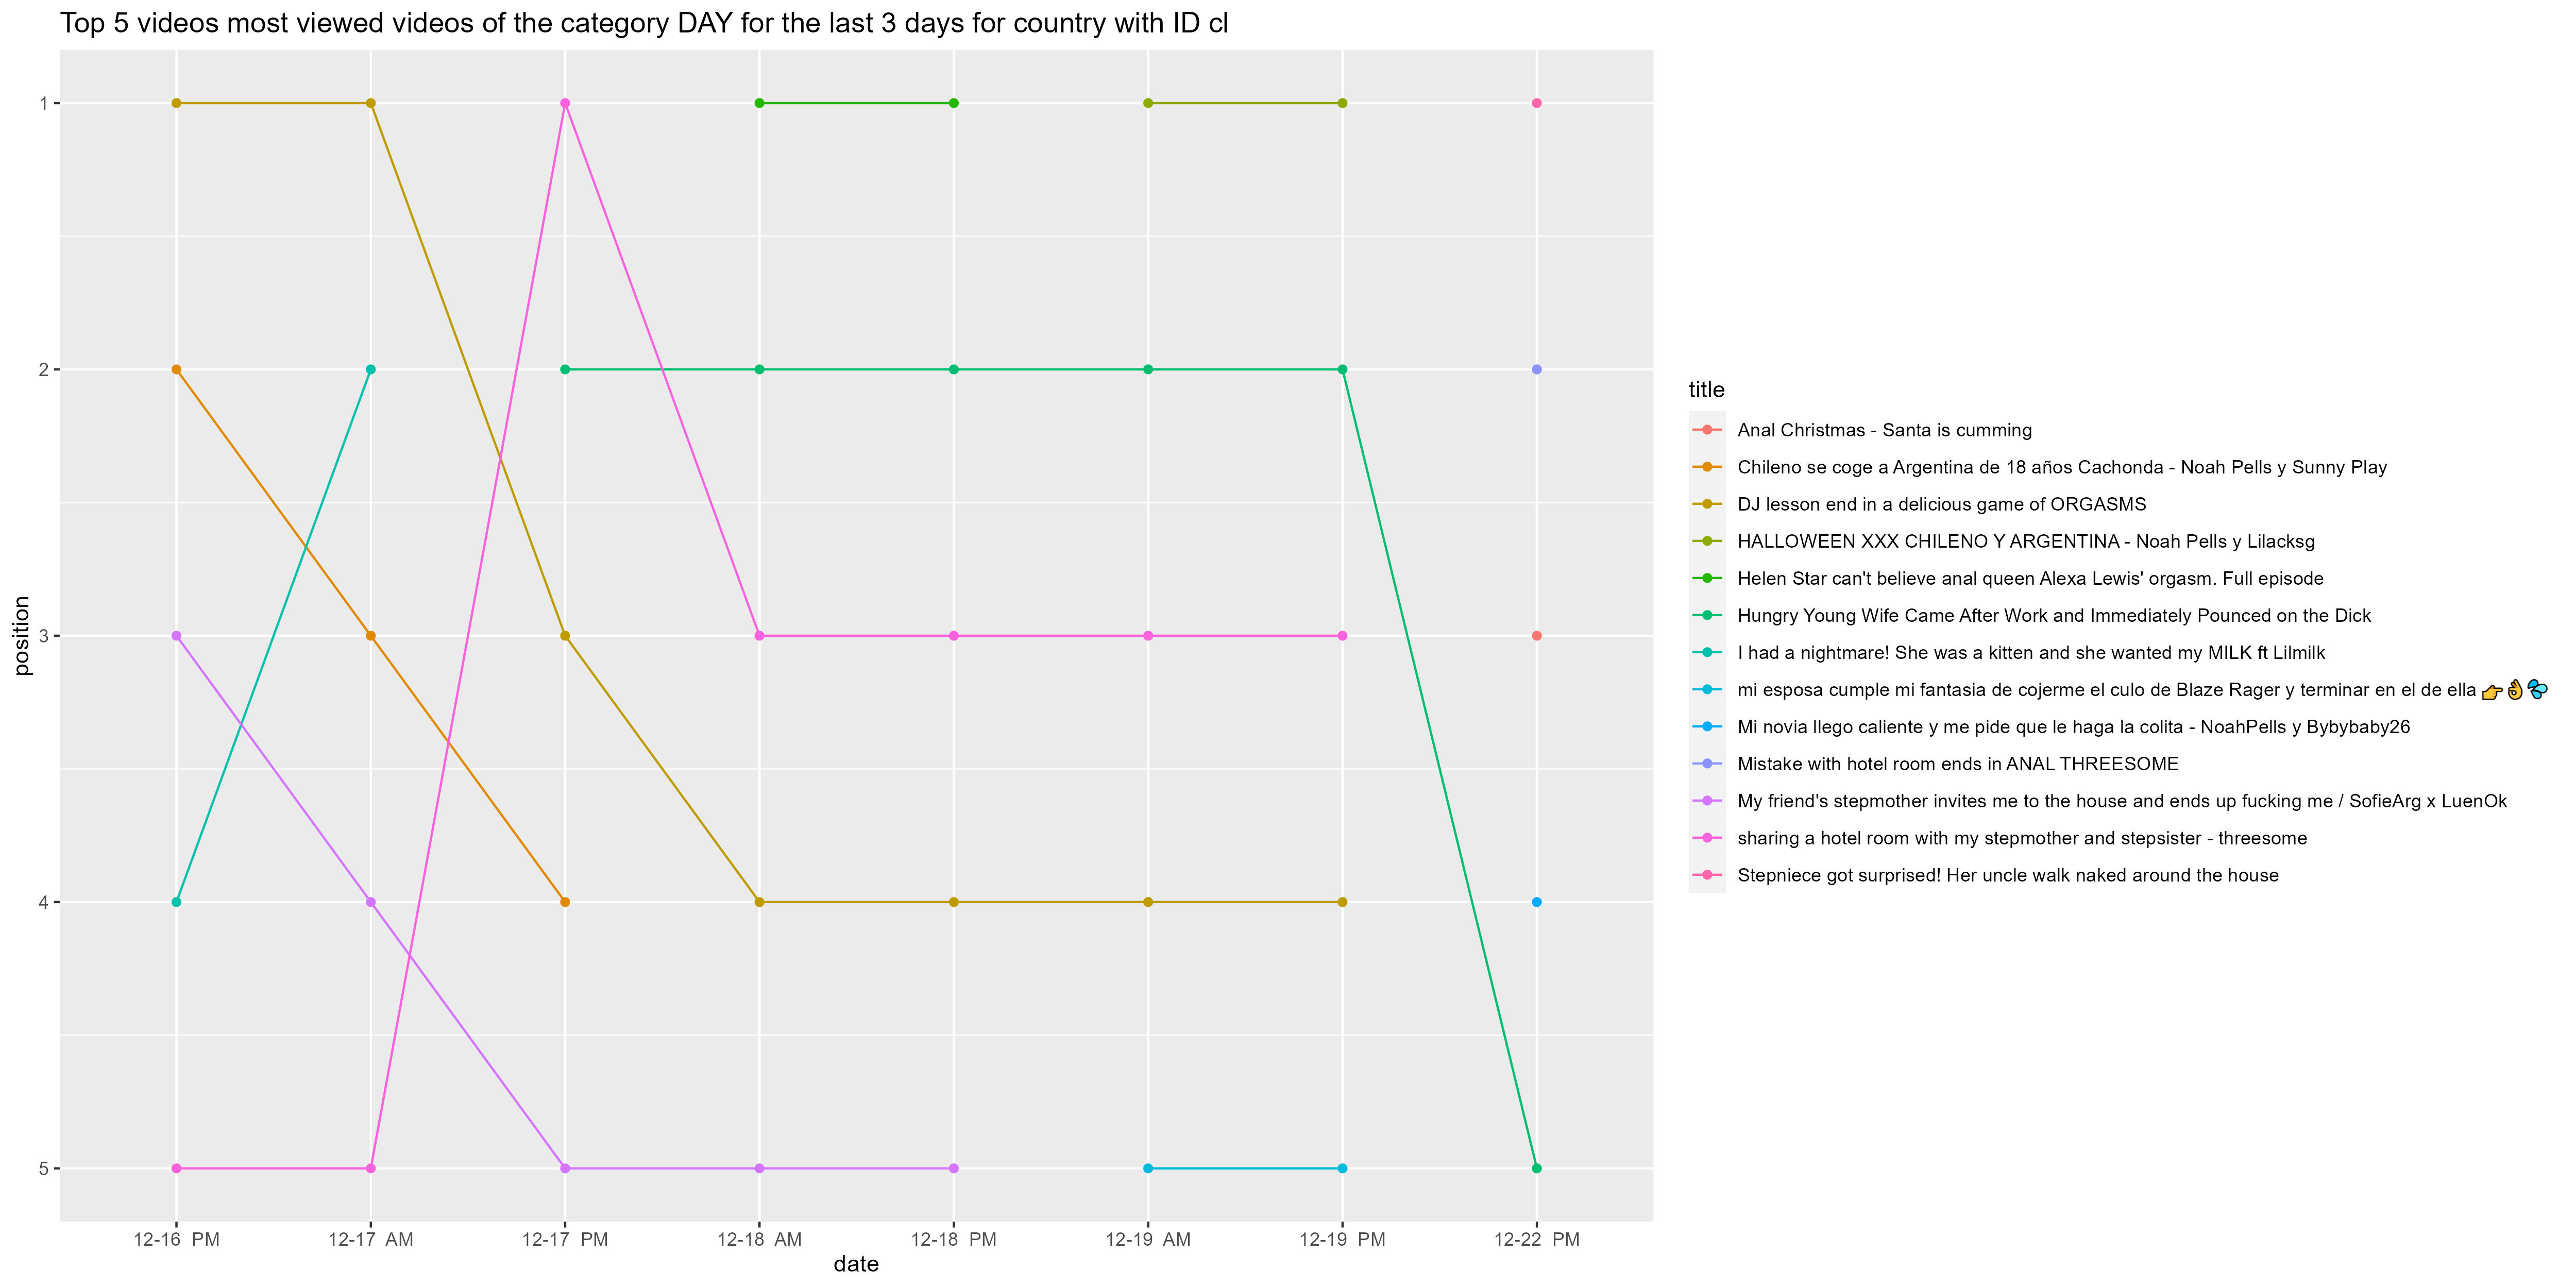 Top 5 videos most viewed videos of the category DAY for the last 3 days for country with ID cl
position
1
2
3
4
5
12-16 PM
12-17 AM
12-17 PM
12-18 AM
12-18 PM
12-19 AM
12-19 PM
12-22 PM
date
title
Anal Christmas - Santa is cumming
Chileno se coge a Argentina de 18 años Cachonda - Noah Pells y Sunny Play
DJ lesson end in a delicious game of ORGASMS
HALLOWEEN XXX CHILENO Y ARGENTINA - Noah Pells y Lilacksg
Helen Star can't believe anal queen Alexa Lewis' orgasm. Full episode
Hungry Young Wife Came After Work and Immediately Pounced on the Dick
I had a nightmare! She was a kitten and she wanted my MILK ft Lilmilk
mi esposa cumple mi fantasia de cojerme el culo de Blaze Rager y terminar en el de ella 👉👌💦
Mi novia llego caliente y me pide que le haga la colita - NoahPells y Bybybaby26
Mistake with hotel room ends in ANAL THREESOME
My friend's stepmother invites me to the house and ends up fucking me / SofieArg x LuenOk
sharing a hotel room with my stepmother and stepsister - threesome
Stepniece got surprised! Her uncle walk naked around the house